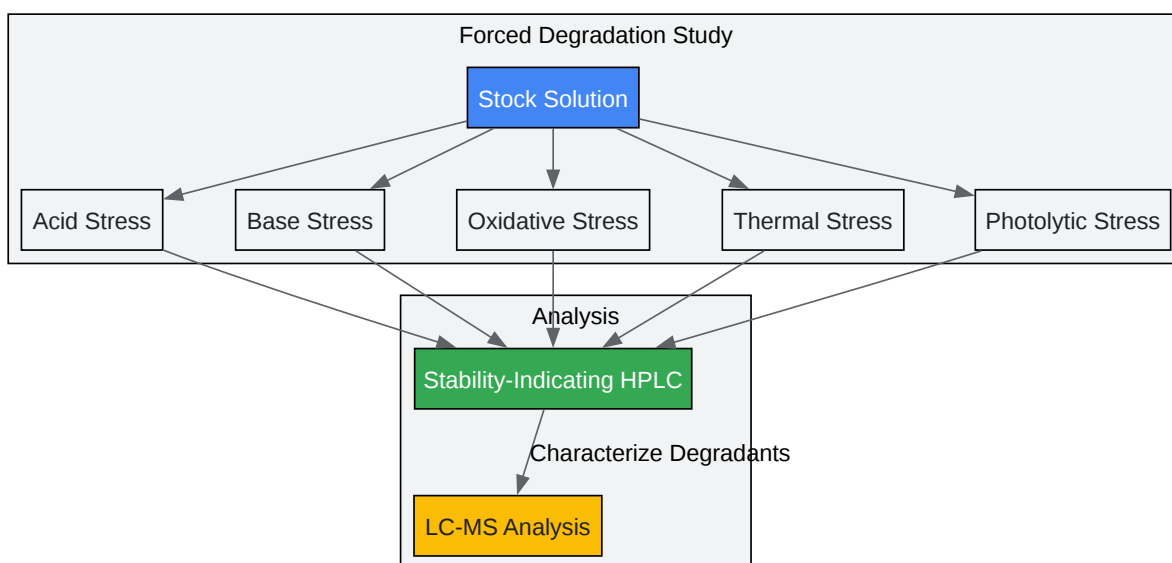 Forced Degradation Study
Stock Solution
Acid Stress
Base Stress
Oxidative Stress
Thermal Stress
Photolytic Stress
Analysis
Stability-Indicating HPLC
Characterize Degradants
LC-MS Analysis